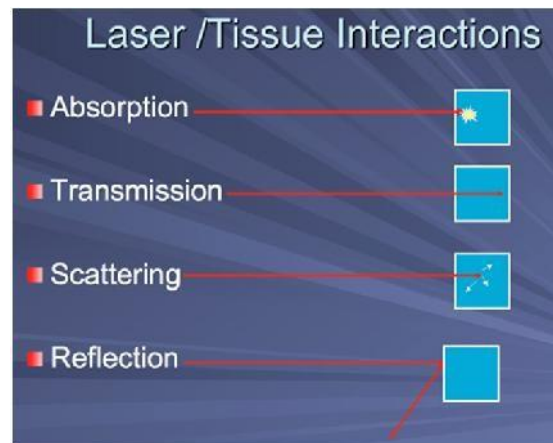 Laser /Tissue Interactions
Absorption
Transmission
Scattering
Reflection